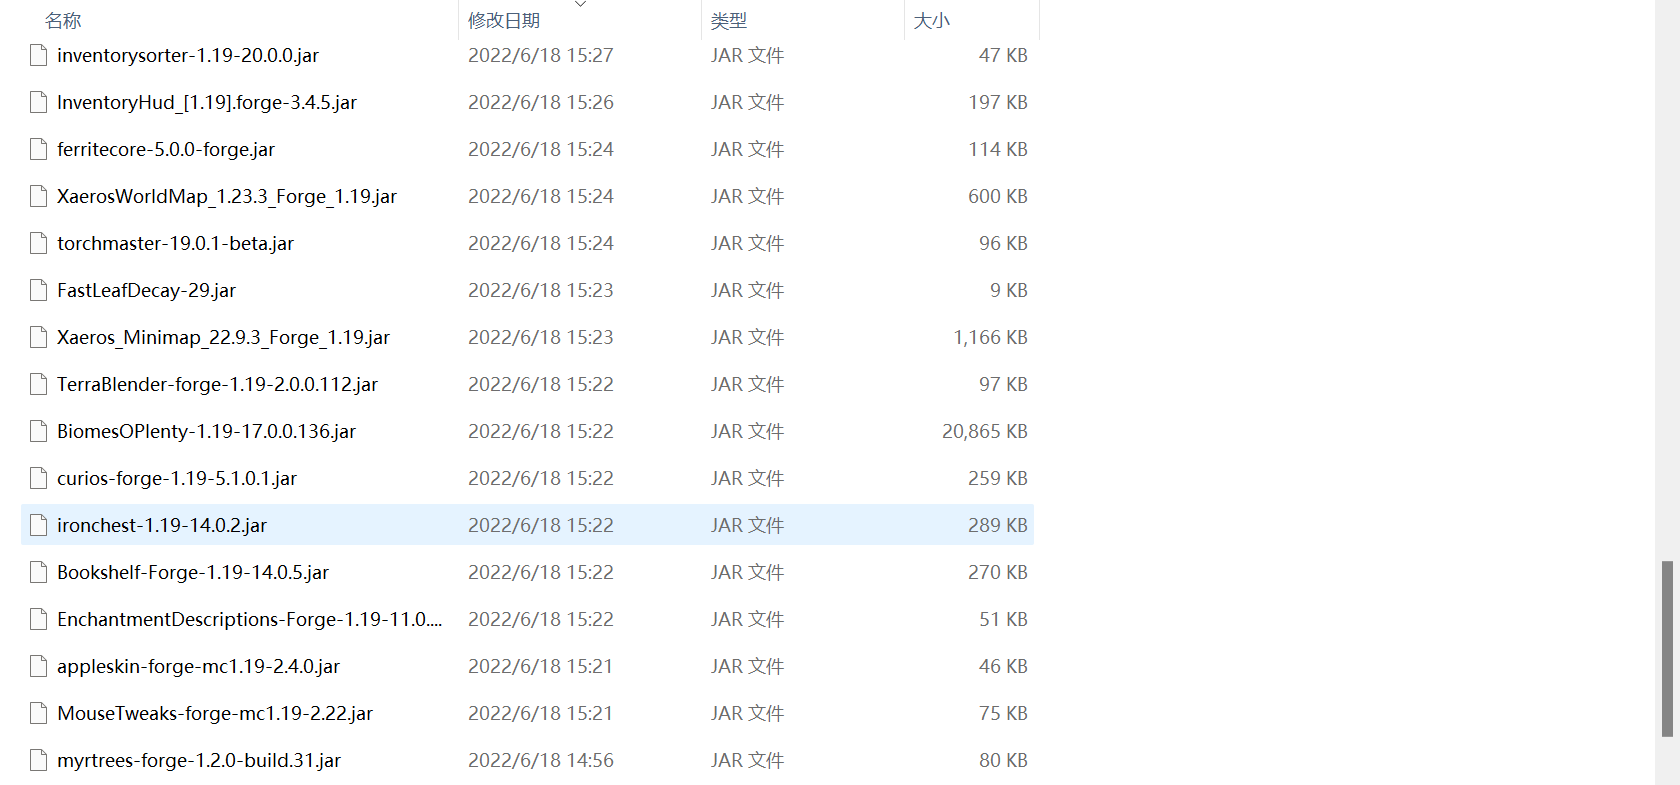 名称 修改日期 类型 大小
inventorysorter-1.19-20.0.0.jar 2022/6/18 15:27 JAR 文件 47 KB
InventoryHud_[1.19].forge-3.4.5.jar 2022/6/18 15:26 JAR 文件 197 KB
ferritecore-5.0.0-forge.jar 2022/6/18 15:24 JAR 文件 114 KB
XaerosWorldMap_1.23.3_Forge_1.19.jar 2022/6/18 15:24 JAR 文件 600 KB
torchmaster-19.0.1-beta.jar 2022/6/18 15:24 JAR 文件 96 KB
FastLeafDecay-29.jar 2022/6/18 15:23 JAR 文件 9 KB
Xaeros_Minimap_22.9.3_Forge_1.19.jar 2022/6/18 15:23 JAR 文件 1,166 KB
TerraBlender-forge-1.19-2.0.0.112.jar 2022/6/18 15:22 JAR 文件 97 KB
BiomesOPlenty-1.19-17.0.0.136.jar 2022/6/18 15:22 JAR 文件 20,865 KB
curios-forge-1.19-5.1.0.1.jar 2022/6/18 15:22 JAR 文件 259 KB
ironchest-1.19-14.0.2.jar 2022/6/18 15:22 JAR 文件 289 KB
Bookshelf-Forge-1.19-14.0.5.jar 2022/6/18 15:22 JAR 文件 270 KB
EnchantmentDescriptions-Forge-1.19-11.0.... 2022/6/18 15:22 JAR 文件 51 KB
appleskin-forge-mc1.19-2.4.0.jar 2022/6/18 15:21 JAR 文件 46 KB
MouseTweaks-forge-mc1.19-2.22.jar 2022/6/18 15:21 JAR 文件 75 KB
myrtrees-forge-1.2.0-build.31.jar 2022/6/18 14:56 JAR 文件 80 KB